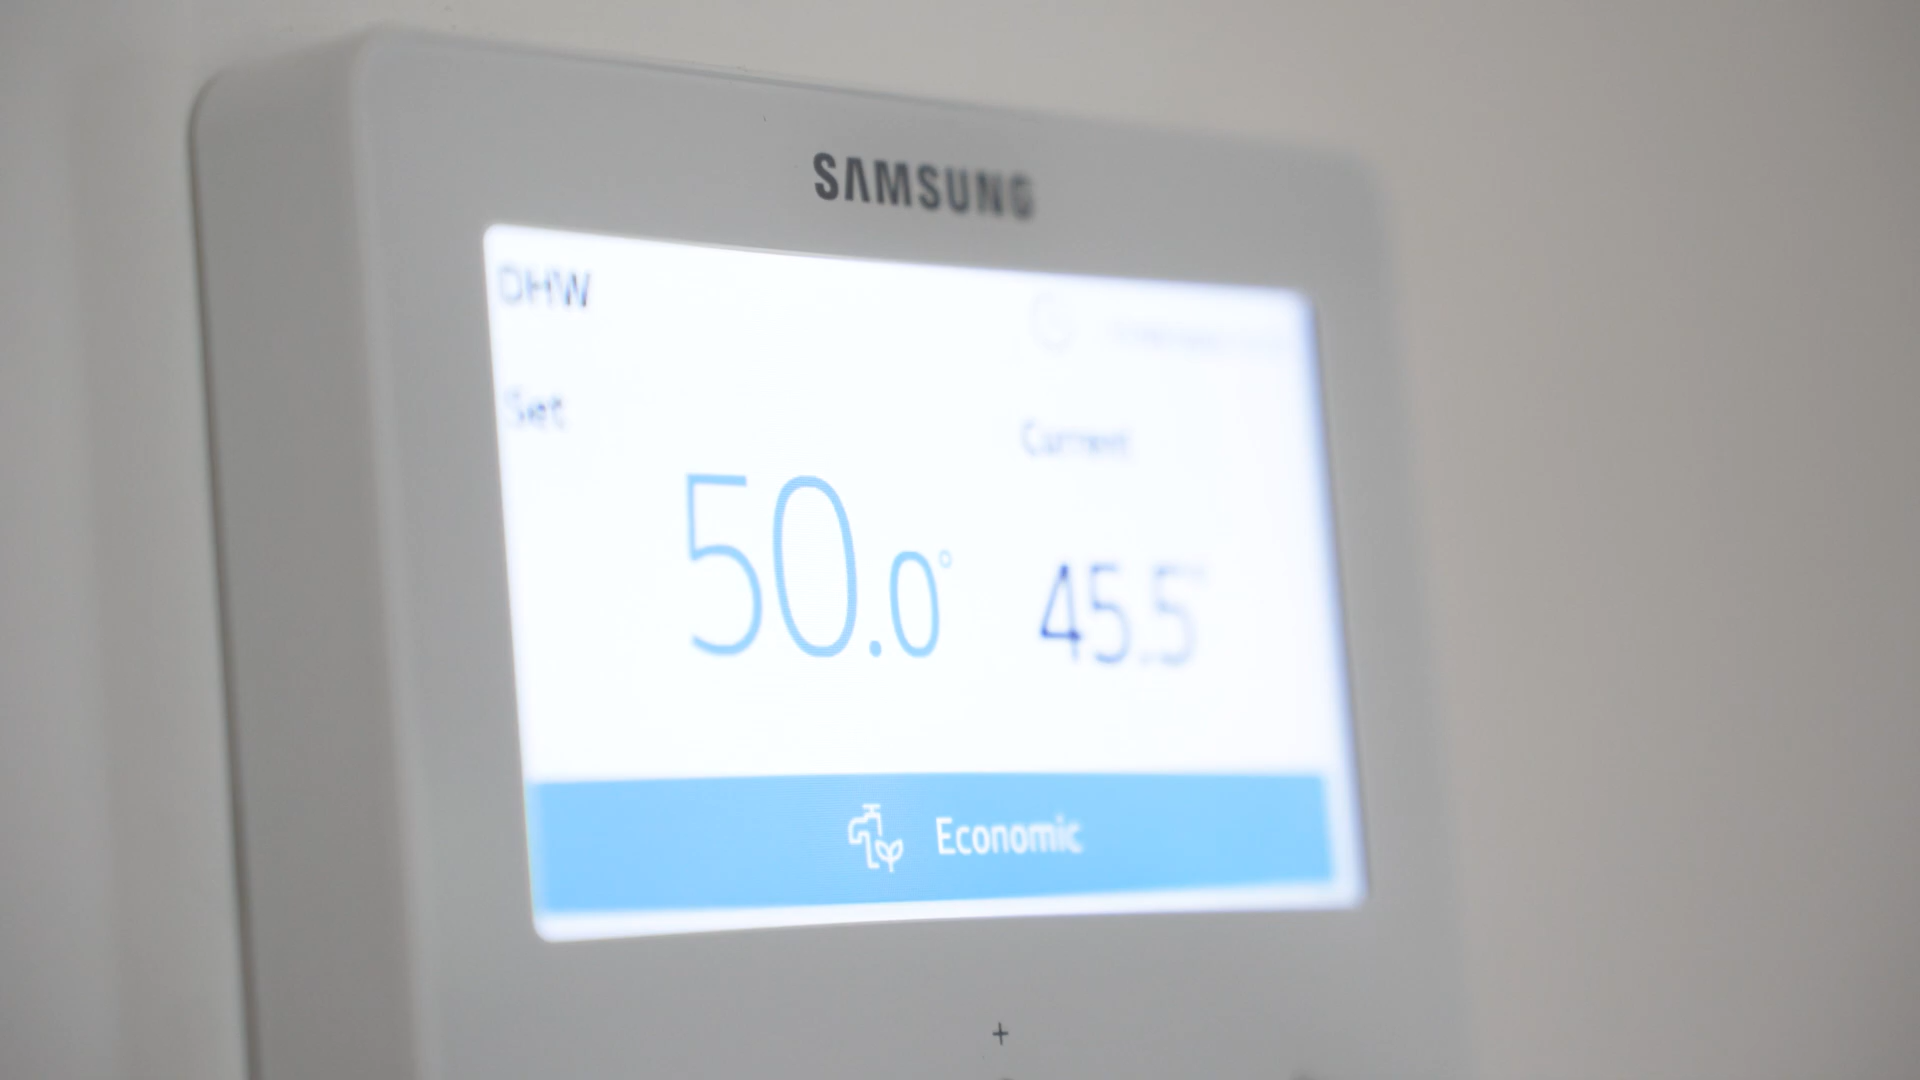 SAMSUNG
DHW
Set
Current
50.0°
45.5°
Economic
+